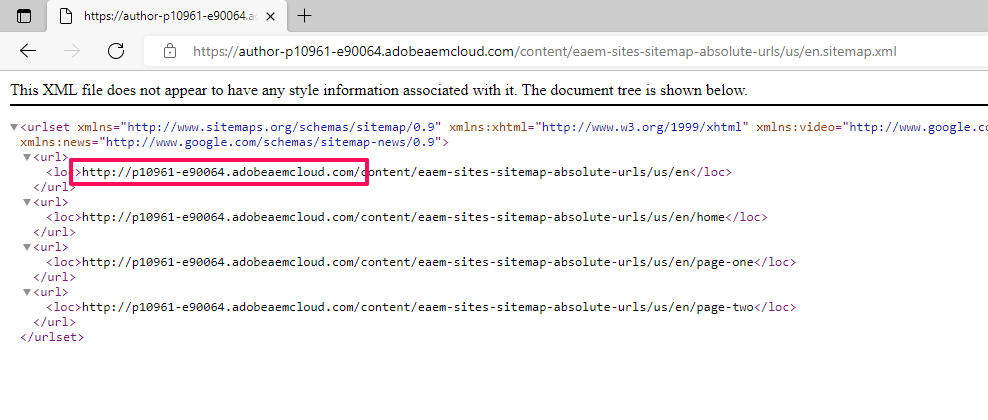 https://author-p10961-e90064.a
https://author-p10961-e90064.adobeaemcloud.com/content/eaem-sites-sitemap-absolute-urls/us/en.sitemap.xml
This XML file does not appear to have any style information associated with it. The document tree is shown below.
<urlset xmlns="http://www.sitemaps.org/schemas/sitemap/0.9" xmlns:xhtml="http://www.w3.org/1999/xhtml" xmlns:video="http://www.google.co
xmlns:news="http://www.google.com/schemas/sitemap-news/0.9">
<url>
<loc>http://p10961-e90064.adobeaemcloud.com/content/eaem-sites-sitemap-absolute-urls/us/en</loc>
</url>
<url>
<loc>http://p10961-e90064.adobeaemcloud.com/content/eaem-sites-sitemap-absolute-urls/us/en/home</loc>
</url>
<url>
<loc>http://p10961-e90064.adobeaemcloud.com/content/eaem-sites-sitemap-absolute-urls/us/en/page-one</loc>
</url>
<url>
<loc>http://p10961-e90064.adobeaemcloud.com/content/eaem-sites-sitemap-absolute-urls/us/en/page-two</loc>
</url>
</urlset>